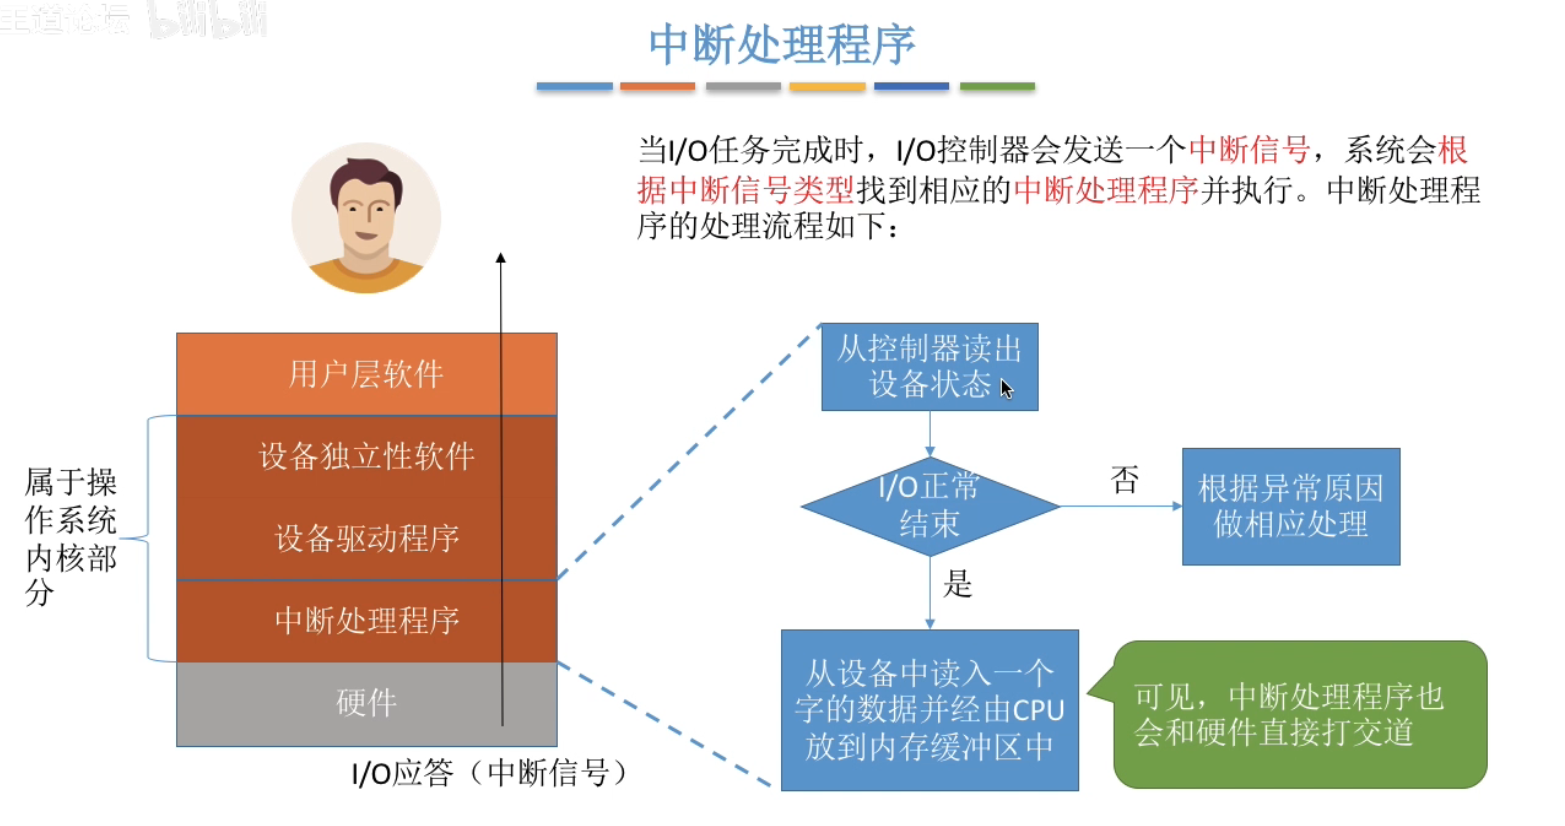 王道论坛 bilibili
中断处理程序
当I/O任务完成时，I/O控制器会发送一个中断信号，系统会根
据中断信号类型找到相应的中断处理程序并执行。中断处理程
序的处理流程如下：
用户层软件
设备独立性软件
设备驱动程序
中断处理程序
硬件
属于操
作系统
内核部
分
I/O应答（中断信号）
从控制器读出
设备状态
I/O正常
结束
否
根据异常原因
做相应处理
是
从设备中读入一个
字的数据并经由CPU
放到内存缓冲区中
可见，中断处理程序也
会和硬件直接打交道